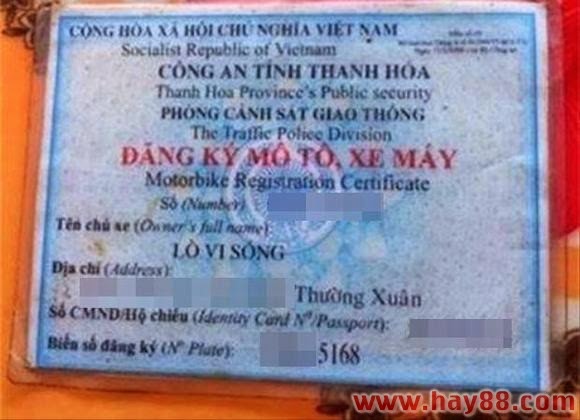 CỘNG HÒA XÃ HỘI CHỦ NGHĨA VIỆT NAM
Socialist Republic of Vietnam
CÔNG AN TỈNH THANH HÓA
Thanh Hoa Province's Public security
PHÒNG CẢNH SÁT GIAO THÔNG
The Traffic Police Division
ĐĂNG KÝ MÔ TÔ, XE MÁY
Motorbike Registration Certificate
Số (Number)
Tên chủ xe (Owner's full name):
LÒ VI SÓNG
Địa chỉ (Address):
Thường Xuân
Số CMND/Hộ chiếu (Identity Card Nº/Passport):
Biển số đăng ký (Nº Plate): 5168
www.hay88.com